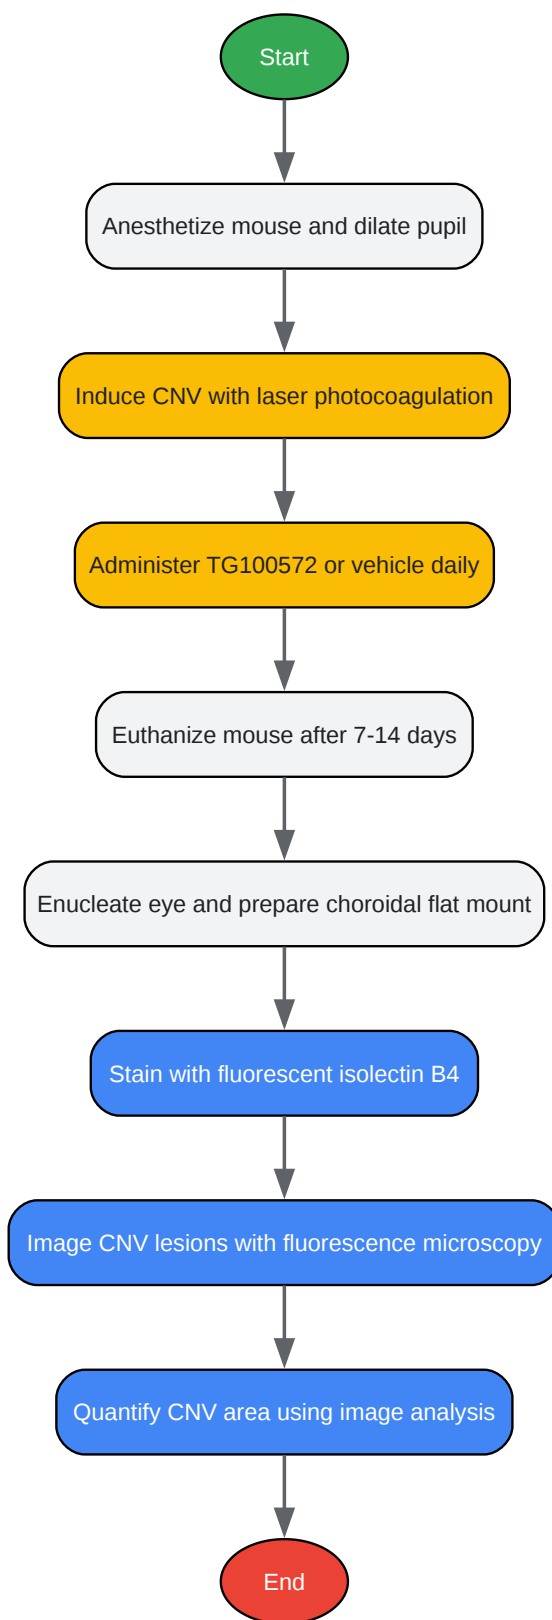 Start
Anesthetize mouse and dilate pupil
Induce CNV with laser photocoagulation
Administer TG100572 or vehicle daily
Euthanize mouse after 7-14 days
Enucleate eye and prepare choroidal flat mount
Stain with fluorescent isolectin B4
Image CNV lesions with fluorescence microscopy
Quantify CNV area using image analysis
End